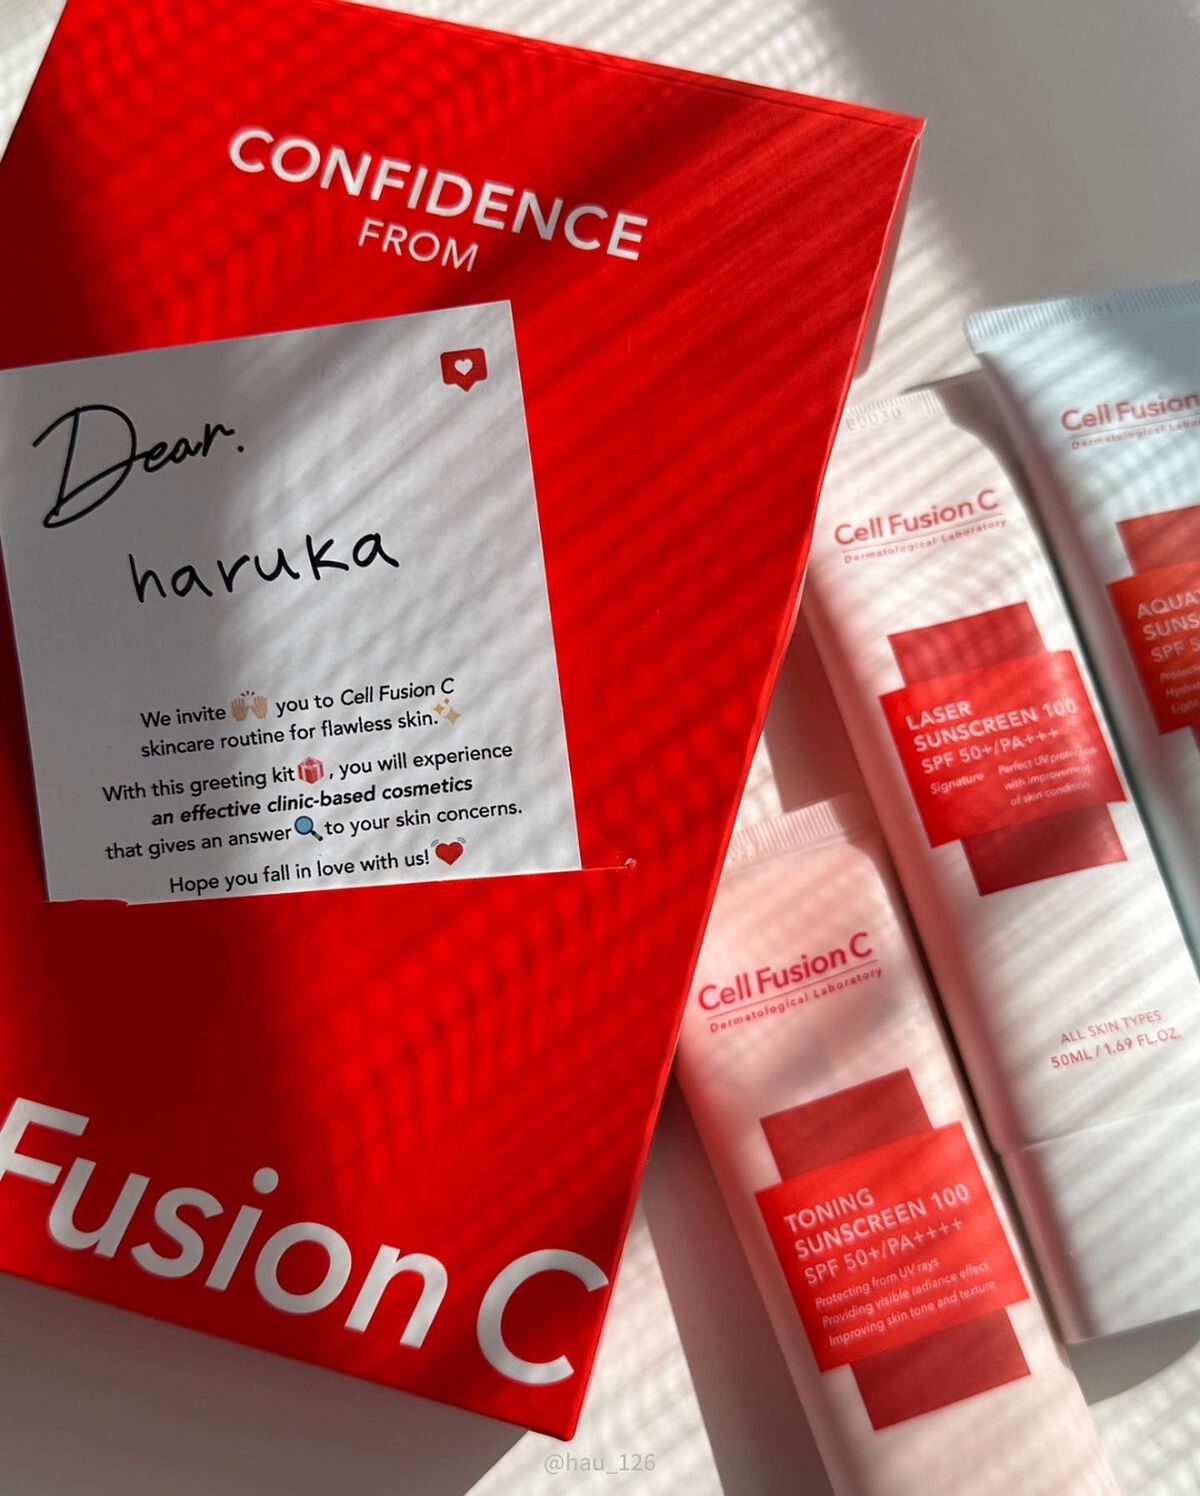 CONFIDENCE
FROM
Dear.
haruka
We invite 🙌🏼 you to Cell Fusion C
skincare routine for flawless skin.✨
With this greeting kit🎁, you will experience
an effective clinic-based cosmetics
that gives an answer🔍to your skin concerns.
Hope you fall in love with us!💓
Fusion C
Cell Fusion C
Dermatological Laboratory
TONING
SUNSCREEN 100
SPF 50+/PA++++
Protecting from UV rays
Providing visible radiance effect
Improving skin tone and texture
Cell Fusion C
Dermatological Laboratory
LASER
SUNSCREEN 100
SPF 50+/PA+++
Signature
Perfect UV protection
with improvement
of skin condition
ALL SKIN TYPES
50ML / 1.69 FL.OZ.
Cell Fusion
Dermatological
SPF
Light
@hau_126